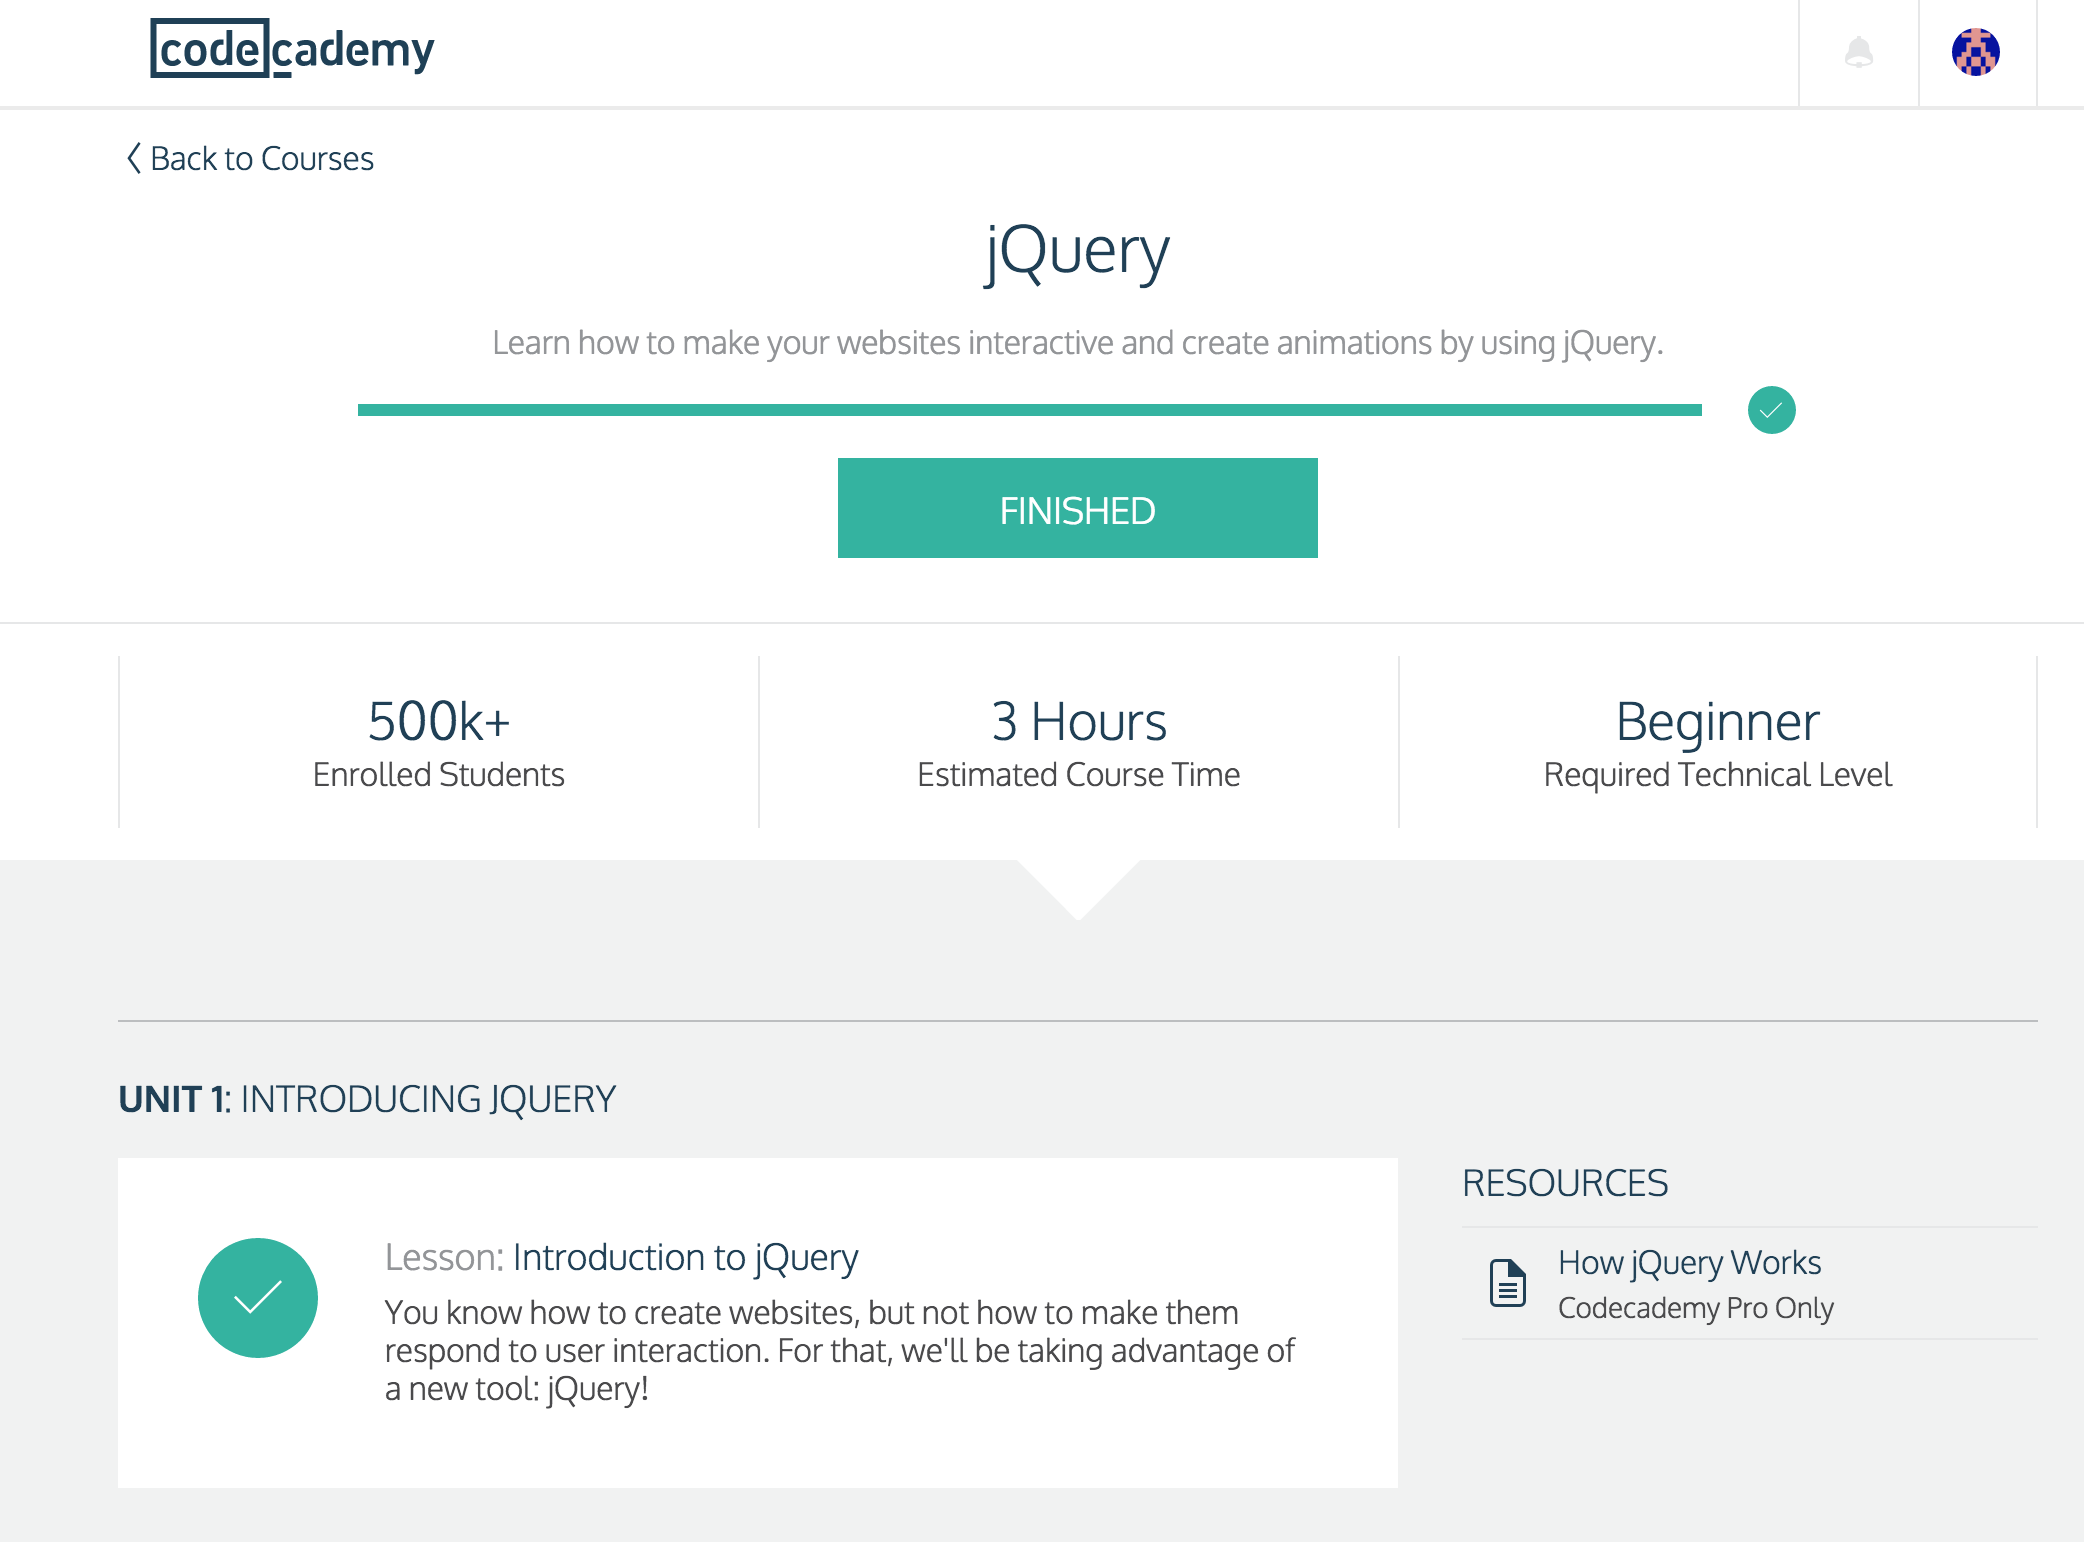 codecademy
Back to Courses
jQuery
Learn how to make your websites interactive and create animations by using jQuery.
FINISHED
500k+
Enrolled Students
3 Hours
Estimated Course Time
Beginner
Required Technical Level
UNIT 1: INTRODUCING JQUERY
Lesson: Introduction to jQuery
You know how to create websites, but not how to make them
respond to user interaction. For that, we'll be taking advantage of
a new tool: jQuery!
RESOURCES
How jQuery Works
Codecademy Pro Only